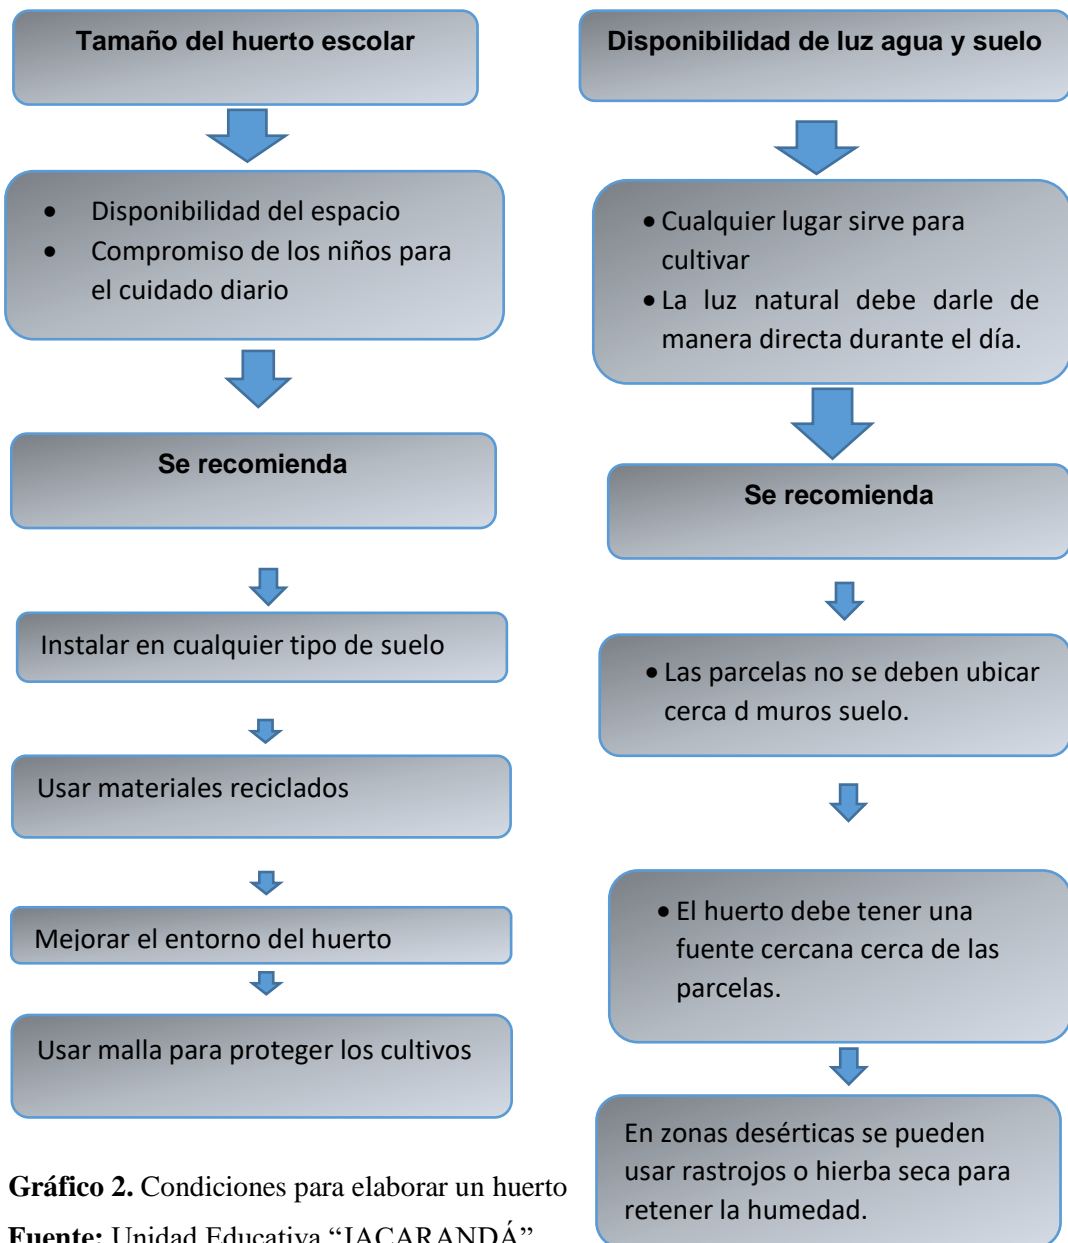 Tamaño del huerto escolar
• Disponibilidad del espacio
• Compromiso de los niños para
el cuidado diario
Se recomienda
Instalar en cualquier tipo de suelo
Usar materiales reciclados
Mejorar el entorno del huerto
Usar malla para proteger los cultivos
Disponibilidad de luz agua y suelo
• Cualquier lugar sirve para
cultivar
• La luz natural debe darle de
manera directa durante el día.
Se recomienda
• Las parcelas no se deben ubicar
cerca d muros suelo.
• El huerto debe tener una
fuente cercana cerca de las
parcelas.
En zonas desérticas se pueden
usar rastrojos o hierba seca para
retener la humedad.
Gráfico 2. Condiciones para elaborar un huerto
Fuente: Unidad Educativa “JACARANDÁ”